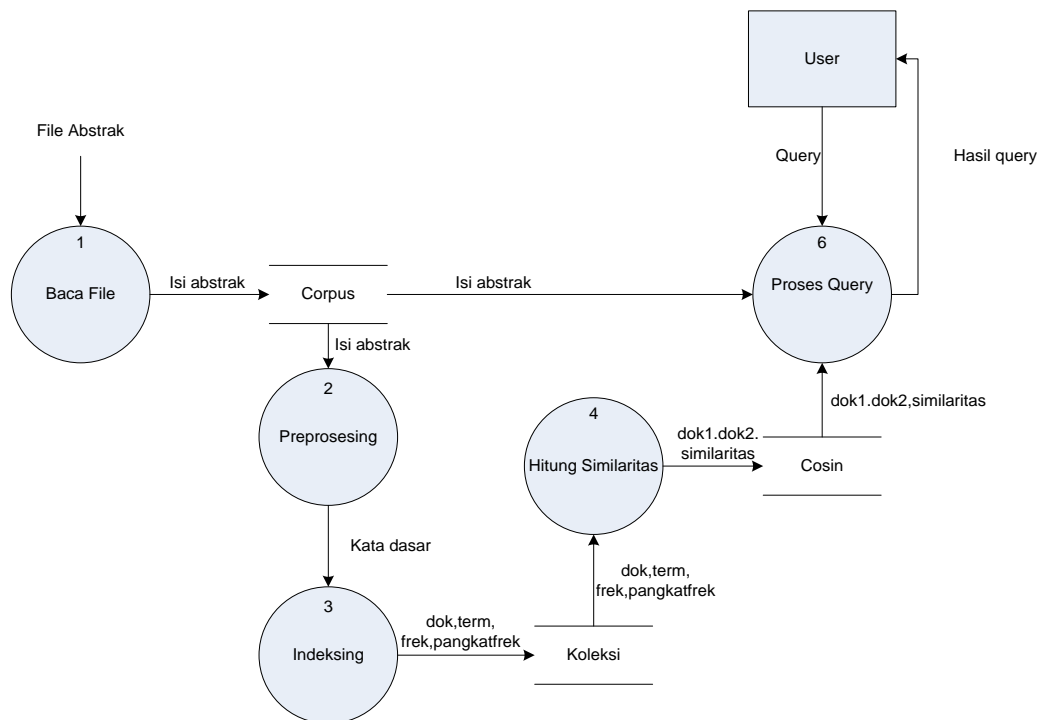 User
File Abstrak
Query
Hasil query
1
Baca File
Isi abstrak
Corpus
Isi abstrak
6
Proses Query
Isi abstrak
2
Preprosesing
4
Hitung Similaritas
dok1.dok2.
similaritas
dok1.dok2,similaritas
Cosin
Kata dasar
3
Indeksing
dok,term,
frek,pangkatfrek
Koleksi
dok,term,
frek,pangkatfrek